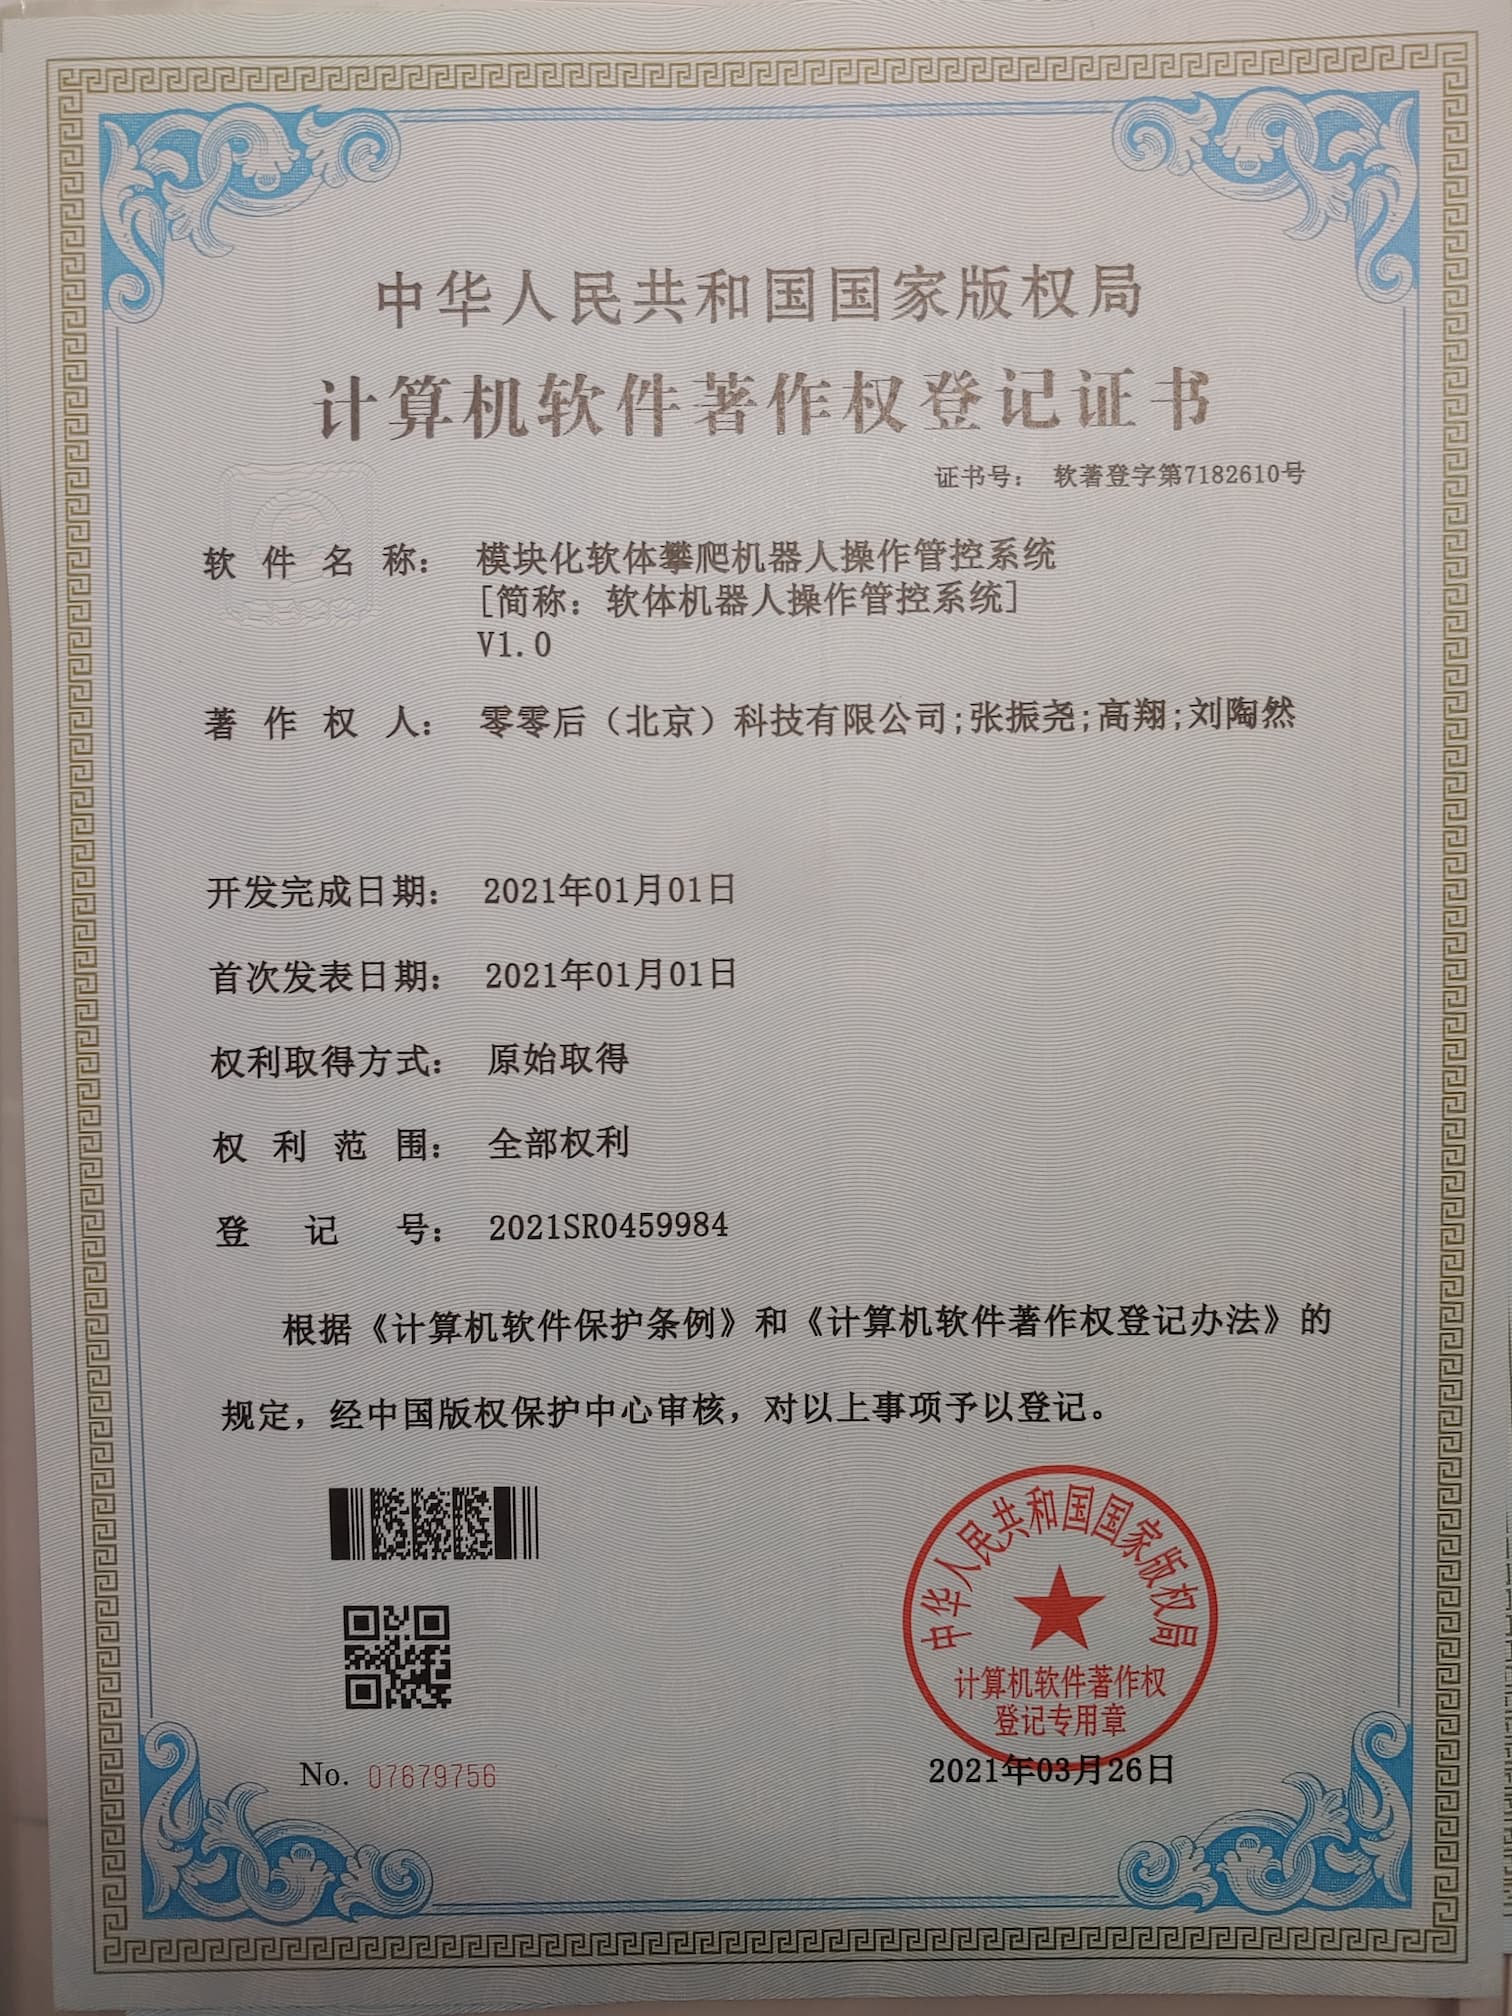 中华人民共和国国家版权局
计算机软件著作权登记证书
证书号： 软著登字第7182610号
软件名称： 模块化软体攀爬机器人操作管控系统
[简称：软体机器人操作管控系统]
V1.0
著作权人： 零零后（北京）科技有限公司;张振尧;高翔;刘陶然
开发完成日期： 2021年01月01日
首次发表日期： 2021年01月01日
权利取得方式： 原始取得
权利范围： 全部权利
登记号： 2021SR0459984
根据《计算机软件保护条例》和《计算机软件著作权登记办法》的
规定，经中国版权保护中心审核，对以上事项予以登记。
中华人民共和国国家版权局
计算机软件著作权
登记专用章
No. 07679756
2021年03月26日